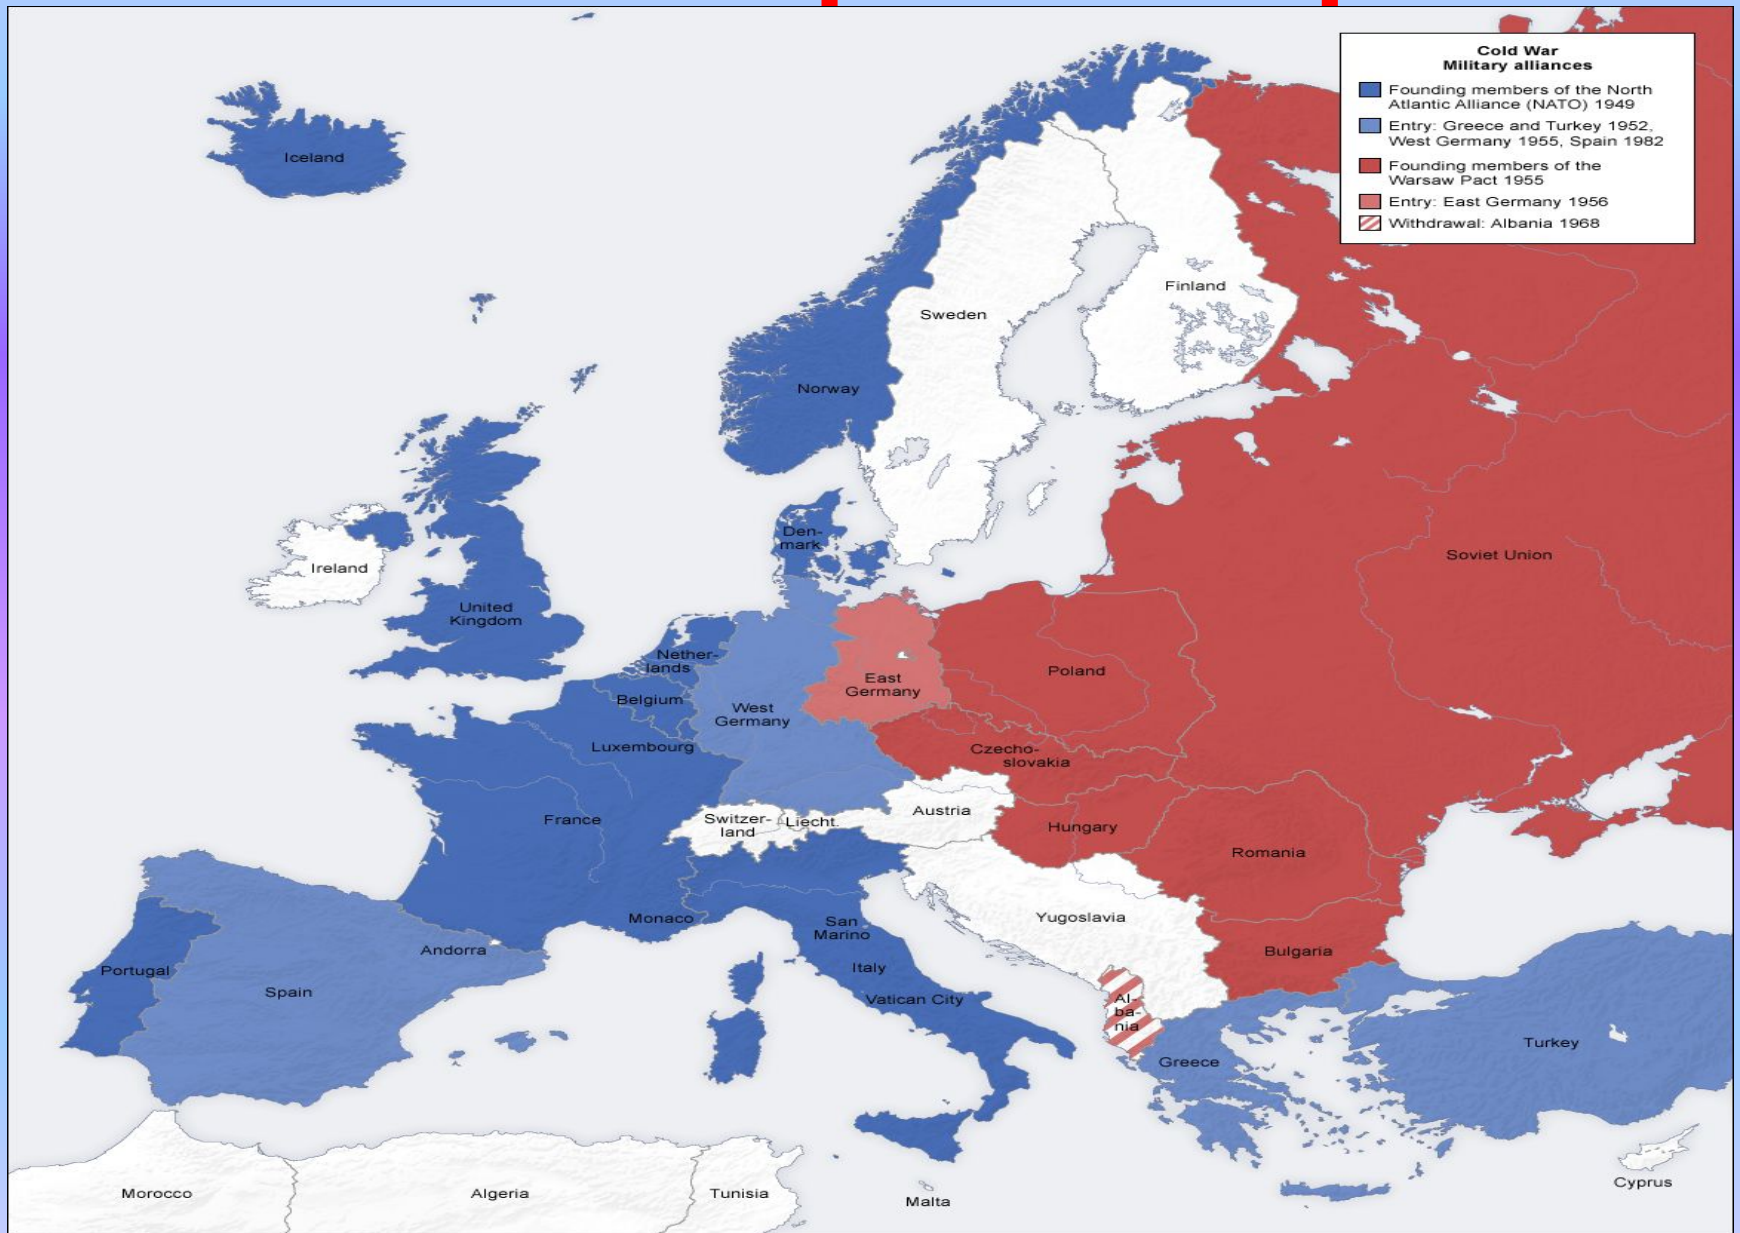 Cold War
Military alliances
Founding members of the North
Atlantic Alliance (NATO) 1949
Entry: Greece and Turkey 1952,
West Germany 1955, Spain 1982
Founding members of the
Warsaw Pact 1955
Entry: East Germany 1956
Withdrawal: Albania 1968
Iceland
Sweden
Finland
Norway
Den-
mark
Soviet Union
Ireland
United
Kingdom
Nether-
lands
Belgium
Luxembourg
West
Germany
East
Germany
Poland
Czecho-
slovakia
France
Switzer-
land
Liecht.
Austria
Hungary
Romania
Monaco
San
Marino
Yugoslavia
Andorra
Bulgaria
Portugal
Spain
Italy
Vatican City
Al-
ba-
nia
Greece
Turkey
Morocco
Algeria
Tunisia
Malta
Cyprus